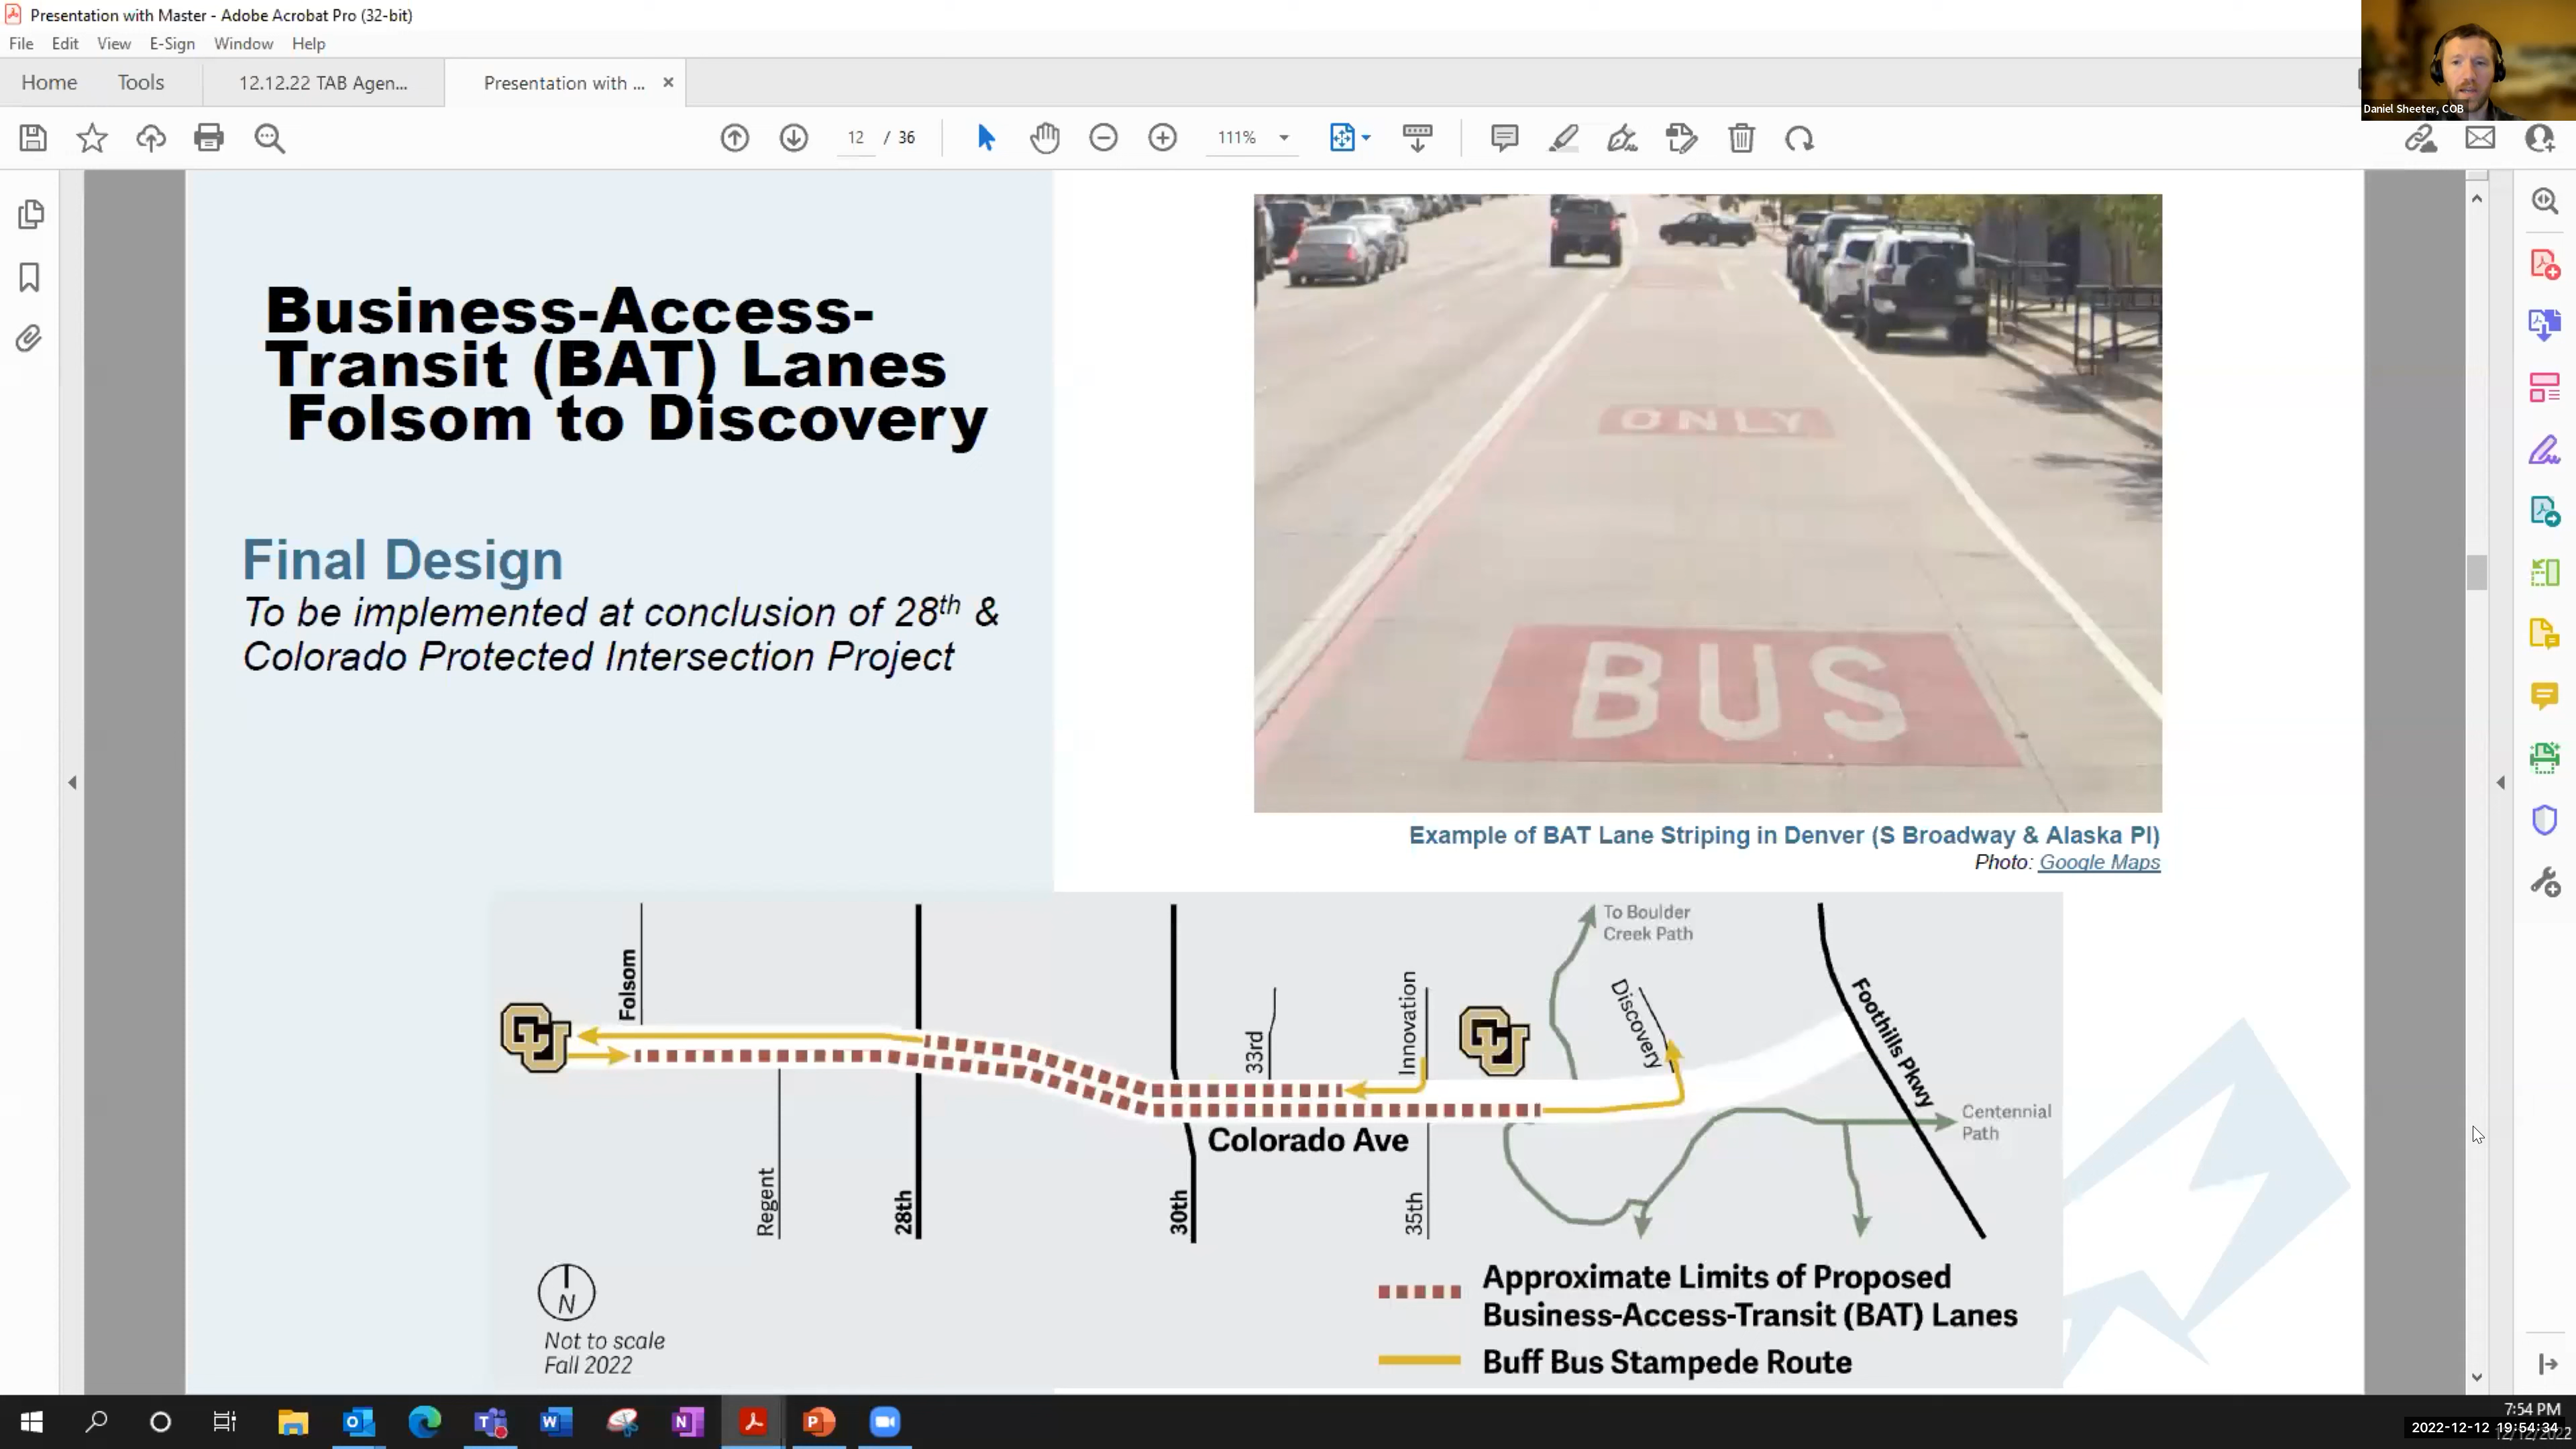 Presentation with Master - Adobe Acrobat Pro (32-bit)
File Edit View E-Sign Window Help
Home Tools 12.12.22 TAB Agen... Presentation with ... ×
Daniel Sheeter, COB
12 / 36 111%
Business-Access-
Transit (BAT) Lanes
Folsom to Discovery
Final Design
To be implemented at conclusion of 28th &
Colorado Protected Intersection Project
ONLY
BUS
Example of BAT Lane Striping in Denver (S Broadway & Alaska Pl)
Photo: Google Maps
To Boulder
Creek Path
Folsom
Innovation
Discovery
33rd
Foothills Pkwy
CU
CU
Centennial
Path
Colorado Ave
Regent
28th
30th
35th
N
Not to scale
Fall 2022
Approximate Limits of Proposed
Business-Access-Transit (BAT) Lanes
Buff Bus Stampede Route
7:54 PM
2022-12-12 19:54:34